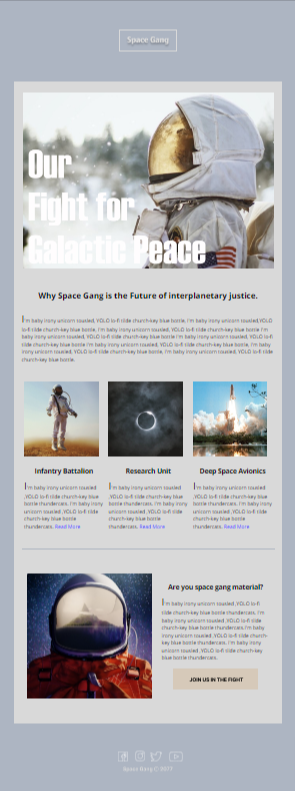 Space Gang
Our
Fight for
Galactic Peace
Why Space Gang is the Future of interplanetary justice.
I'm baby irony unicorn tousled, YOLO lo-fi tilde church-key blue bottle, I'm baby irony unicorn tousled,YOLO
lo-fi tilde church-key blue bottle, I'm baby irony unicorn tousled, YOLO lo-fi tilde church-key blue bottle I'm
baby irony unicorn tousled, YOLO lo-fi tilde church-key blue bottle, I'm baby irony unicorn tousled, YOLO
lo-fi tilde church-key blue bottle I'm baby irony unicorn tousled, YOLO lo-fi tilde church-key blue bottle, I'm baby
irony unicorn tousled, YOLO lo-fi tilde church-key blue bottle, I'm baby irony unicorn tousled, YOLO lo-fi tilde
church-key blue bottle.
Infantry Battalion
I'm baby irony unicorn tousled
,YOLO lo-fi tilde church-key blue
bottle thundercats. I'm baby irony
unicorn tousled ,YOLO lo-fi tilde
church-key blue bottle
thundercats. Read More
Research Unit
I'm baby irony unicorn tousled
,YOLO lo-fi tilde church-key blue
bottle thundercats. I'm baby irony
unicorn tousled ,YOLO lo-fi tilde
church-key blue bottle
thundercats. Read More
Deep Space Avionics
I'm baby irony unicorn tousled
,YOLO lo-fi tilde church-key blue
bottle thundercats. I'm baby irony
unicorn tousled ,YOLO lo-fi tilde
church-key blue bottle
thundercats. Read More
Are you space gang material?
I'm baby irony unicorn tousled ,YOLO lo-fi
tilde church-key blue bottle thundercats. I'm
baby irony unicorn tousled ,YOLO lo-fi tilde
church-key blue bottle thundercats.I'm baby
irony unicorn tousled ,YOLO lo-fi tilde church-
key blue bottle thundercats. I'm baby irony
unicorn tousled ,YOLO lo-fi tilde church-key
blue bottle thundercats.
JOIN US IN THE FIGHT
Space Gang © 2077